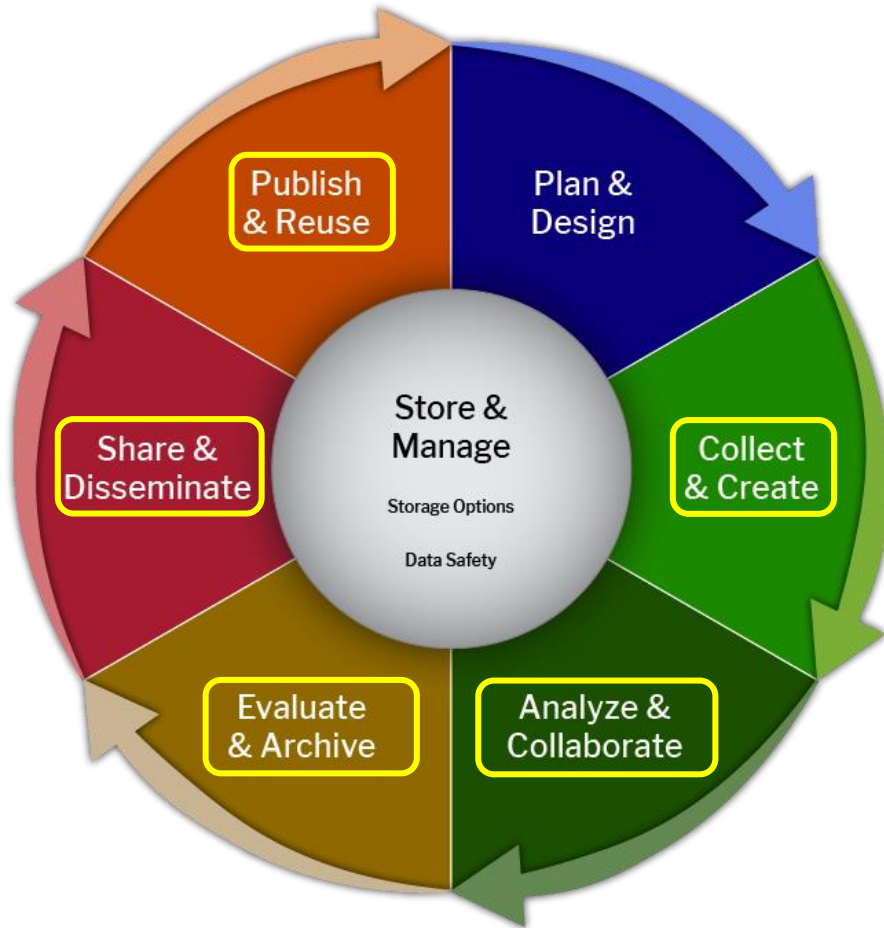 Publish
& Reuse
Plan &
Design
Store &
Manage
Storage Options
Data Safety
Share &
Disseminate
Collect
& Create
Evaluate
& Archive
Analyze &
Collaborate